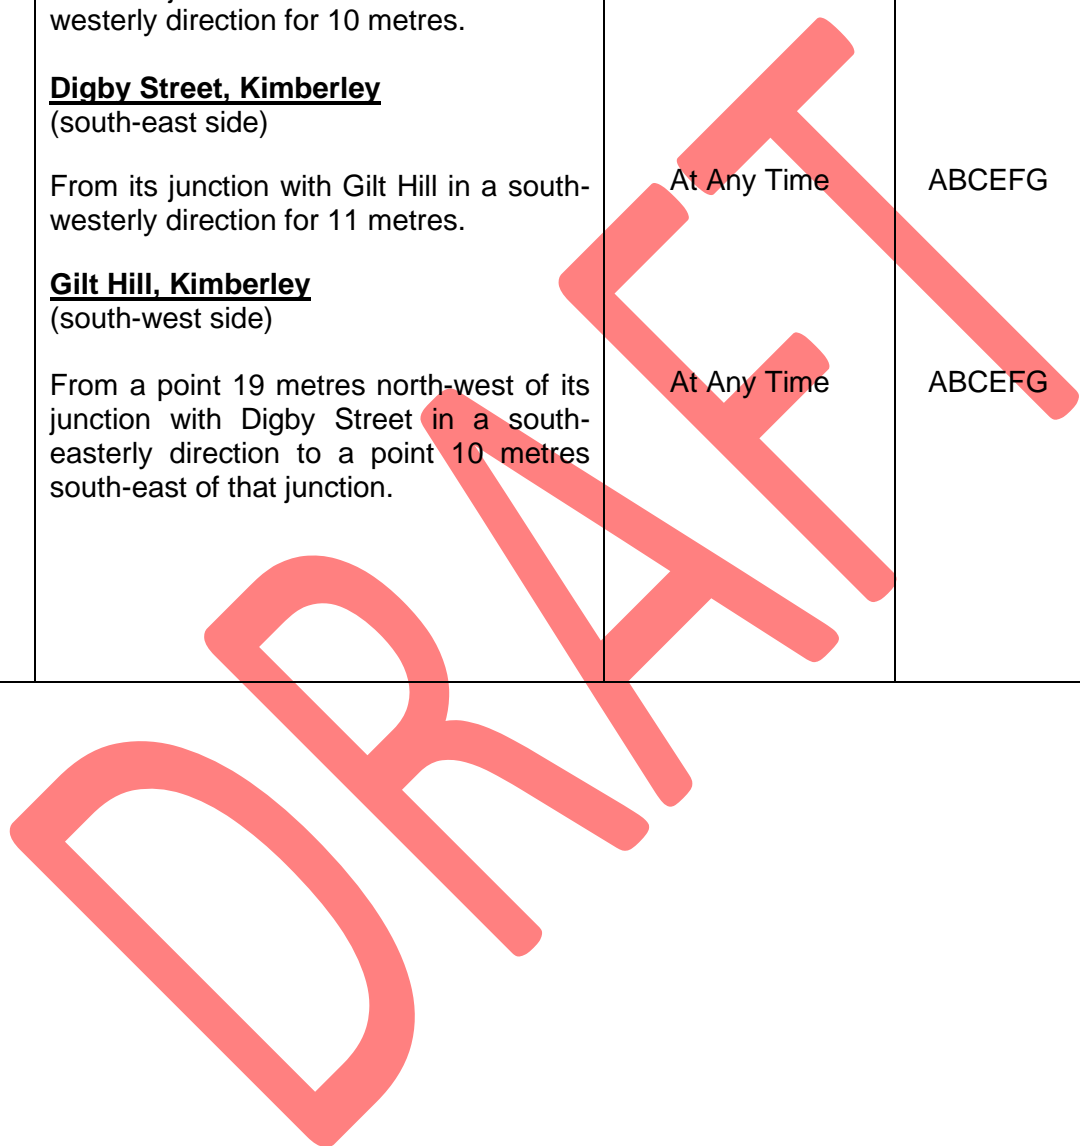 westerly direction for 10 metres.
Digby Street, Kimberley
(south-east side)
From its junction with Gilt Hill in a south-
westerly direction for 11 metres.
At Any Time
ABCEFG
Gilt Hill, Kimberley
(south-west side)
From a point 19 metres north-west of its
junction with Digby Street in a south-
easterly direction to a point 10 metres
south-east of that junction.
At Any Time
ABCEFG
DRAFT